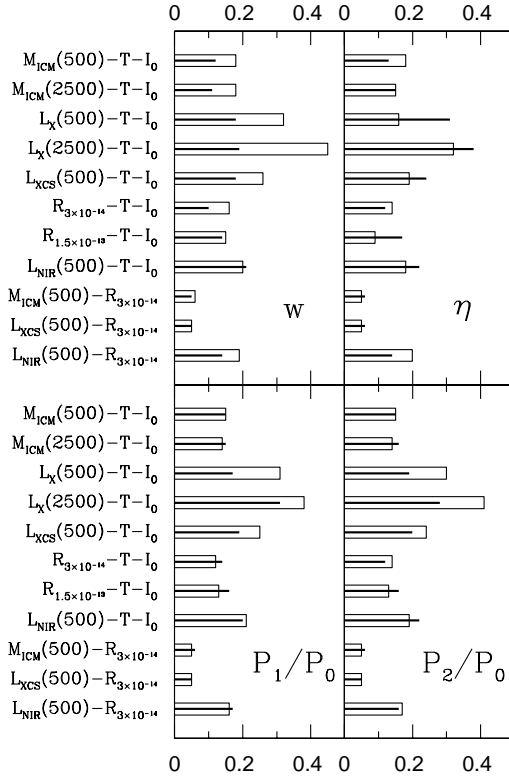 0 0.2 0.4 0 0.2 0.4
M_ICM(500)−T−I_0
M_ICM(2500)−T−I_0
L_X(500)−T−I_0
L_X(2500)−T−I_0
L_XCS(500)−T−I_0
R_3×10^−14−T−I_0
R_1.5×10^−13−T−I_0
L_NIR(500)−T−I_0
M_ICM(500)−R_3×10^−14 w η
L_XCS(500)−R_3×10^−14
L_NIR(500)−R_3×10^−14
M_ICM(500)−T−I_0
M_ICM(2500)−T−I_0
L_X(500)−T−I_0
L_X(2500)−T−I_0
L_XCS(500)−T−I_0
R_3×10^−14−T−I_0
R_1.5×10^−13−T−I_0
L_NIR(500)−T−I_0
M_ICM(500)−R_3×10^−14 P_1/P_0 P_2/P_0
L_XCS(500)−R_3×10^−14
L_NIR(500)−R_3×10^−14
0 0.2 0.4 0 0.2 0.4